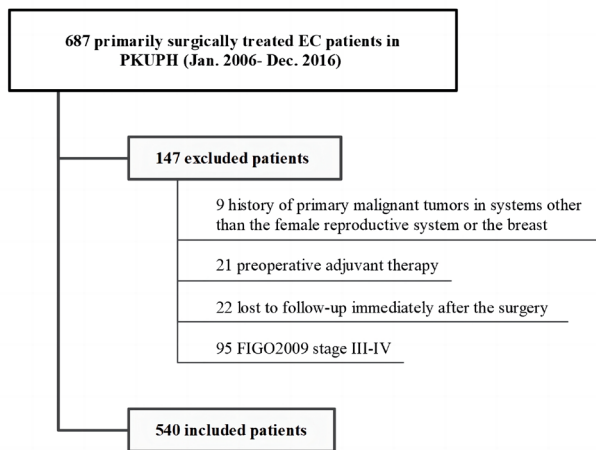 687 primarily surgically treated EC patients in
PKUPH (Jan. 2006- Dec. 2016)
147 excluded patients
9 history of primary malignant tumors in systems other
than the female reproductive system or the breast
21 preoperative adjuvant therapy
22 lost to follow-up immediately after the surgery
95 FIGO2009 stage III-IV
540 included patients